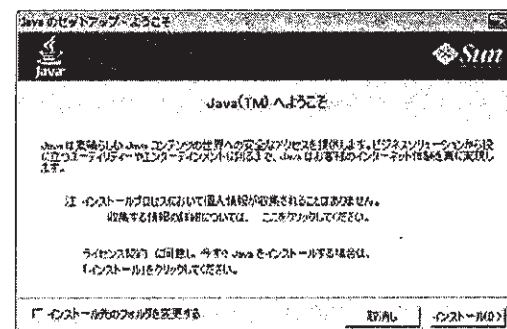 Java のセットアップ - ようこそ
Java
Sun
Java(TM) へようこそ
Java は素晴らしい Java コンテンツの世界への安全なアクセスを提供します。ビジネスソリューションから役
に立つユーティリティーやエンターテインメントに至るまで、Java はお客様のインターネット体験を真に実現し
ます。
注 インストールプロセスにおいて個人情報が収集されることはありません。
収集する情報の詳細については、 ここをクリックしてください。
ライセンス契約 に同意し、今すぐ Java をインストールする場合は、
「インストール」をクリックしてください。
インストール先のフォルダを変更する
取消し
インストール(I) >